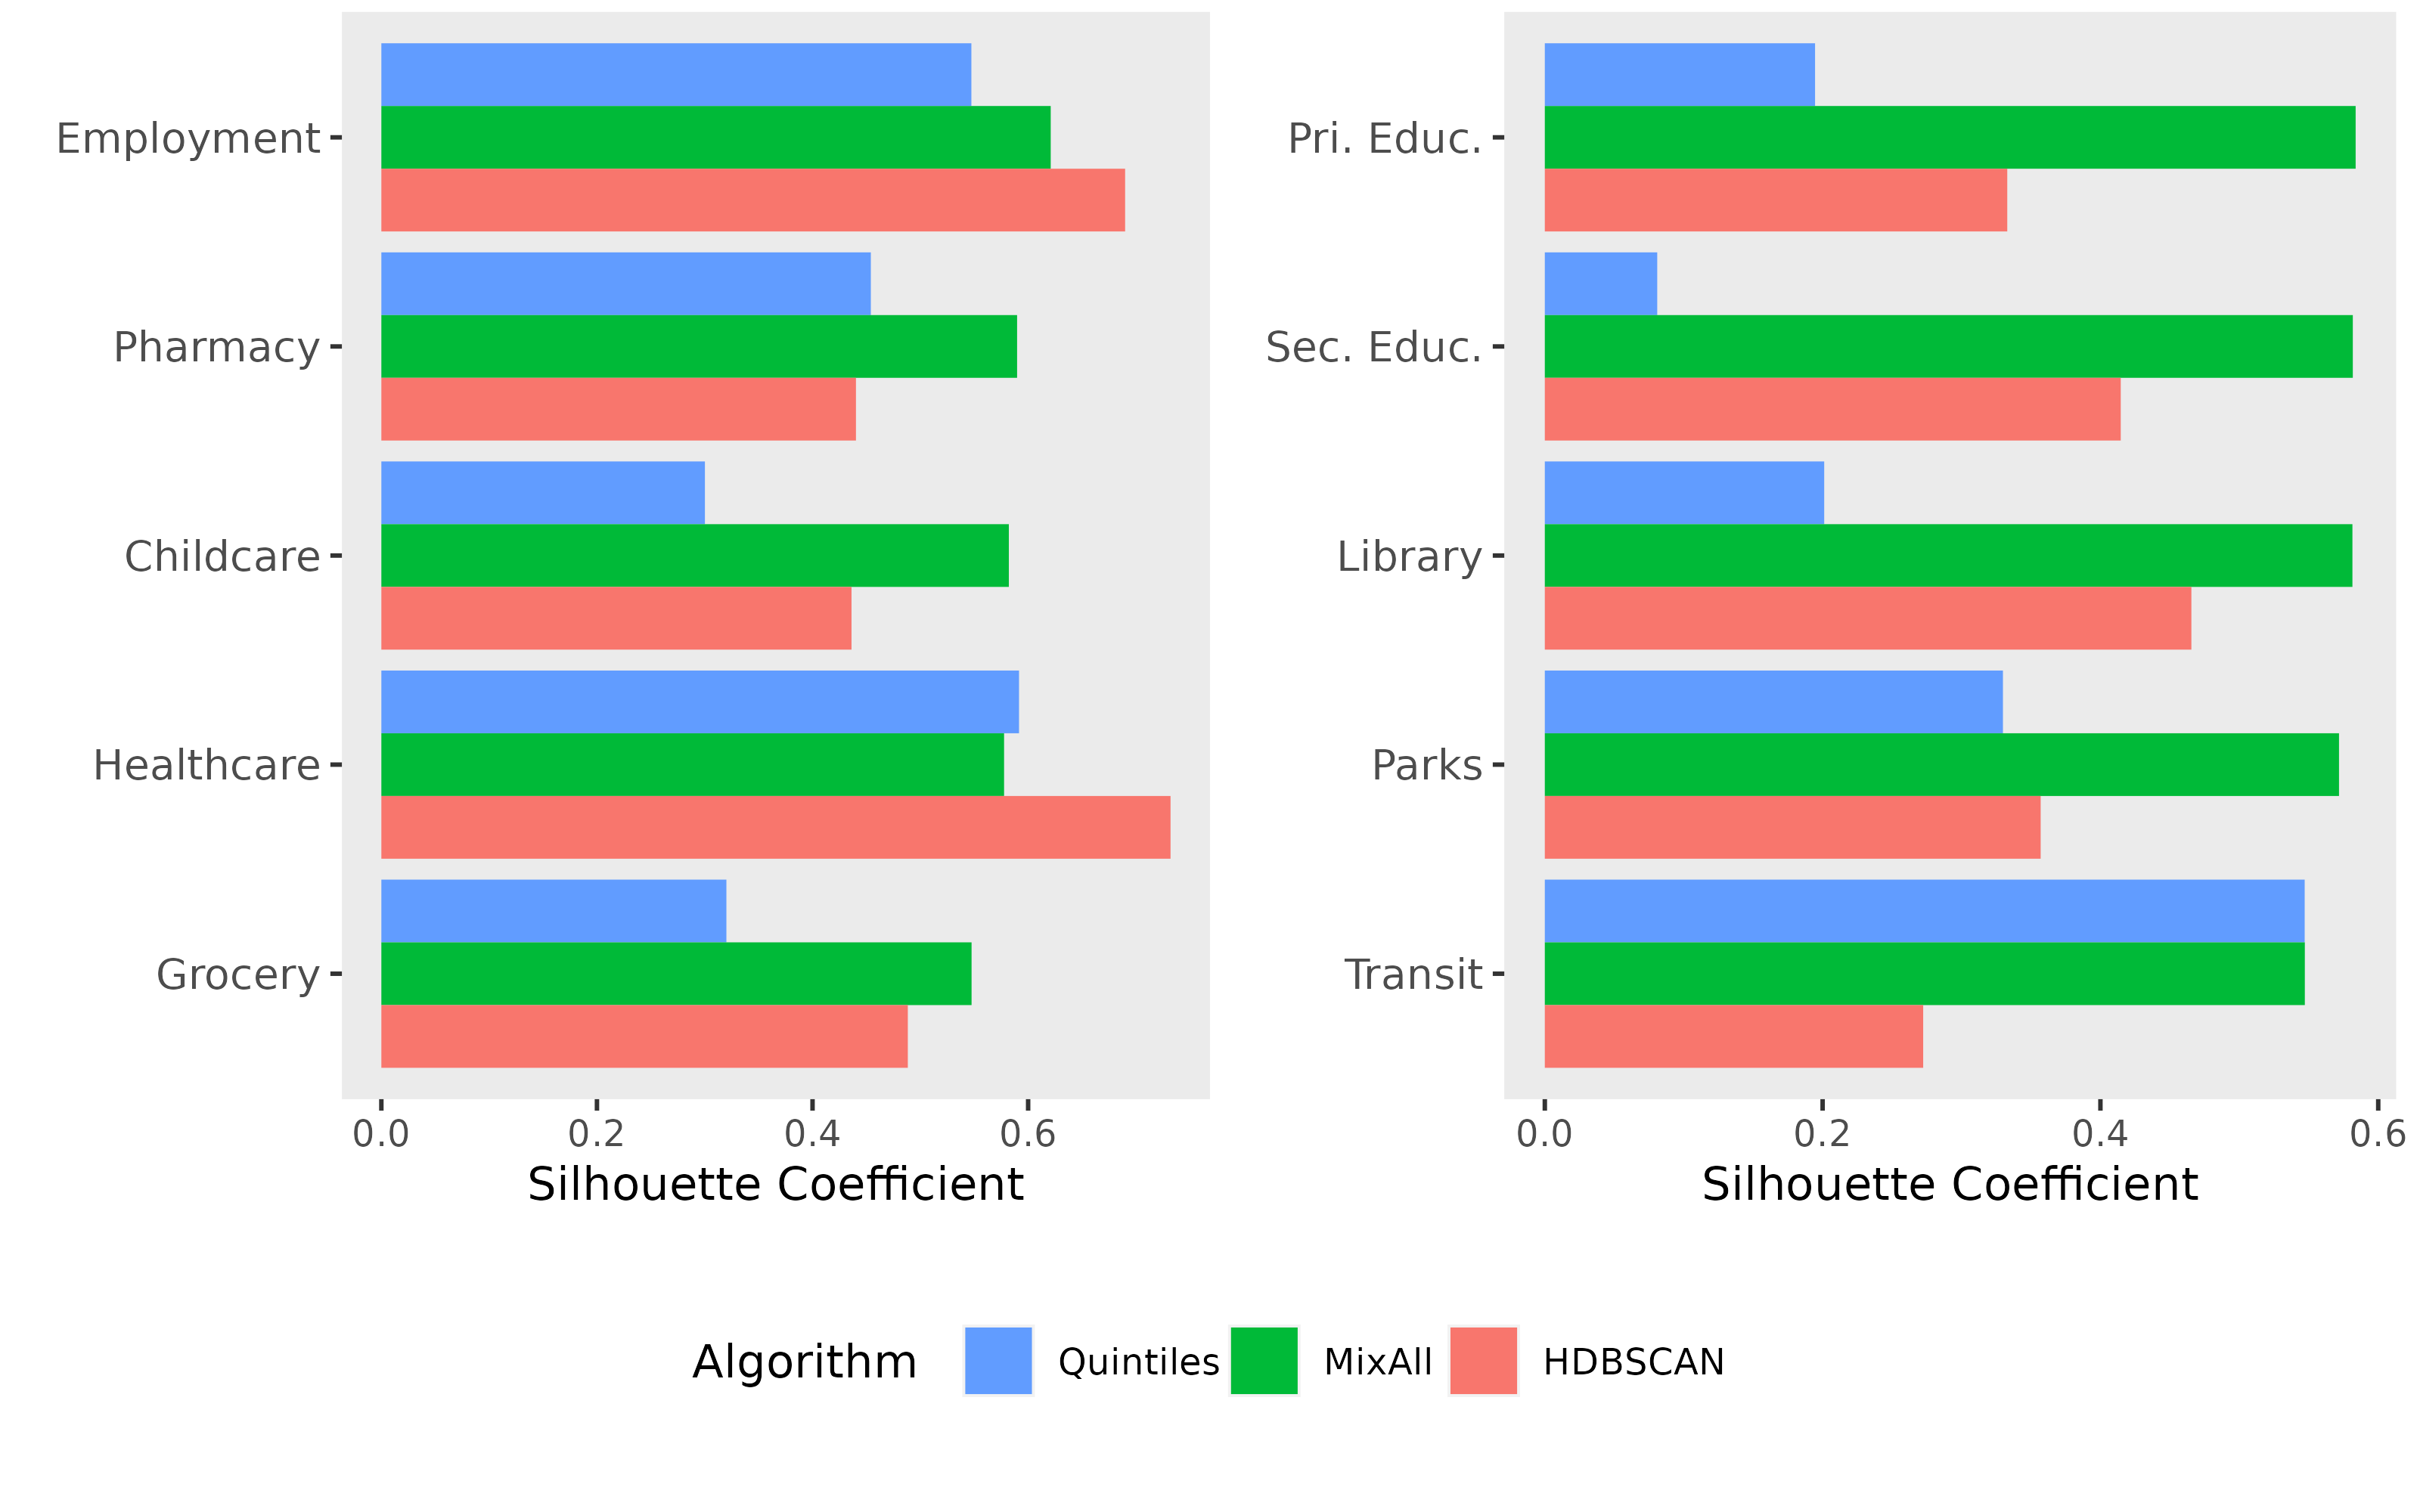 Employment
Pharmacy
Childcare
Healthcare
Grocery
0.0 0.2 0.4 0.6
Silhouette Coefficient
Pri. Educ.
Sec. Educ.
Library
Parks
Transit
0.0 0.2 0.4 0.6
Silhouette Coefficient
Algorithm Quintiles MixAll HDBSCAN